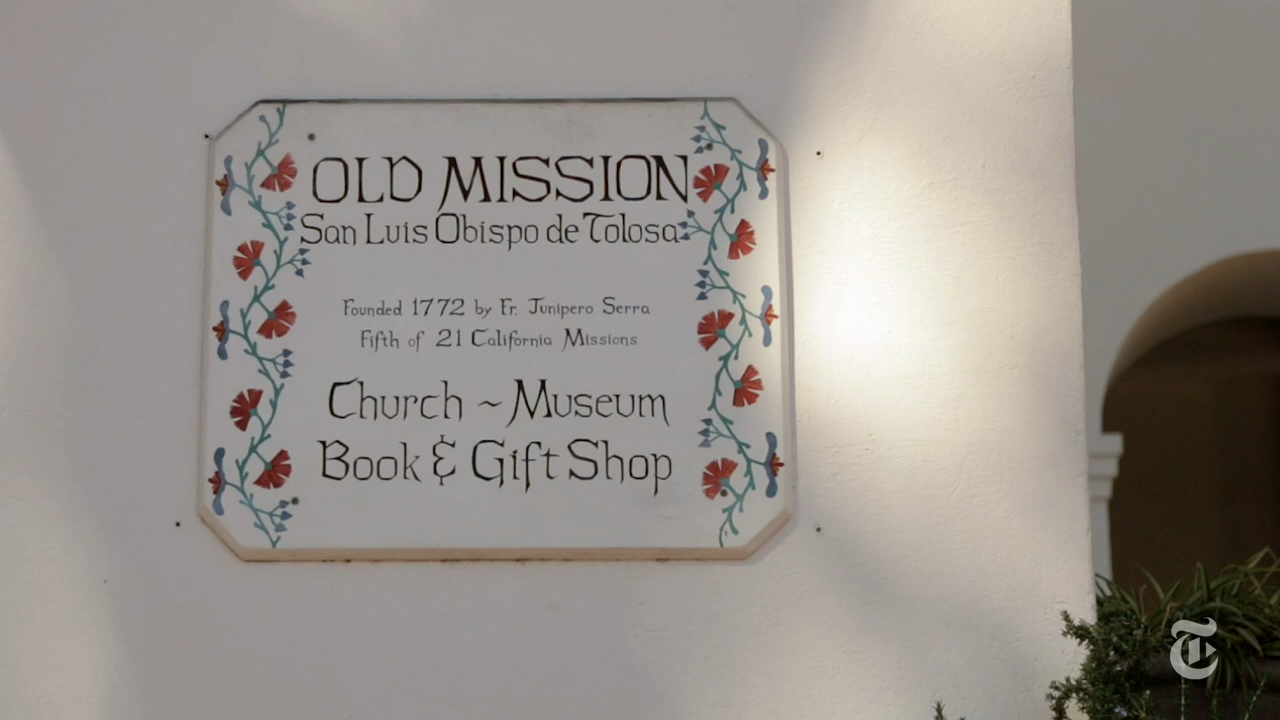 OLD MISSION
San Luis Obispo de Tolosa
Founded 1772 by Fr. Junipero Serra
Fifth of 21 California Missions
Church ~ Museum
Book & Gift Shop
T